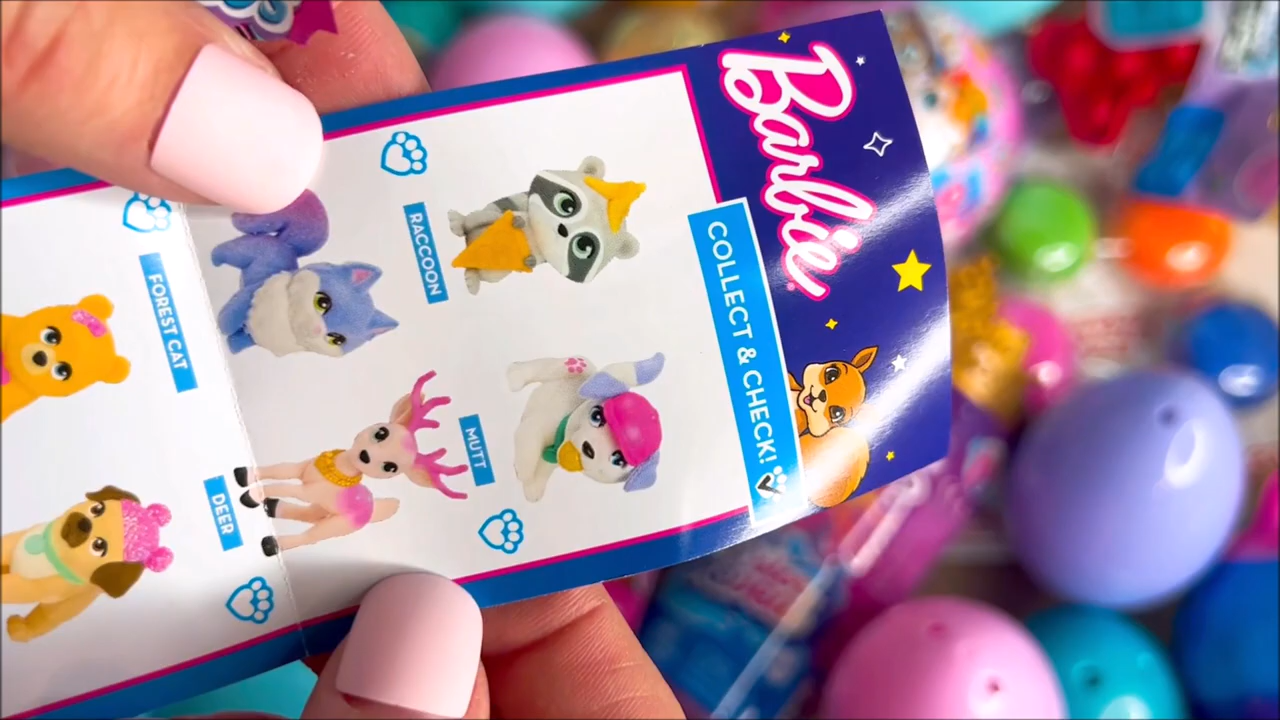 Barbie
COLLECT & CHECK!
RACCOON
MUTT
FOREST CAT
DEER